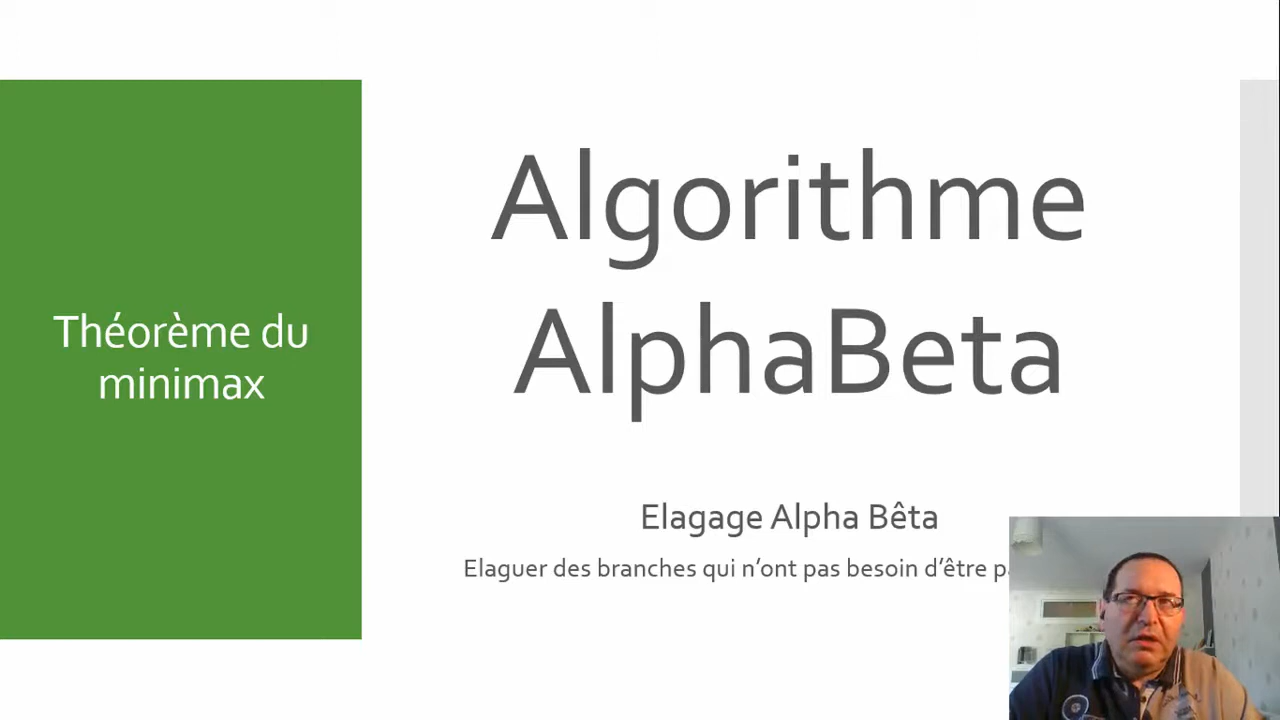 Théorème du
minimax
Algorithme
AlphaBeta
Elagage Alpha Bêta
Elaguer des branches qui n’ont pas besoin d’être